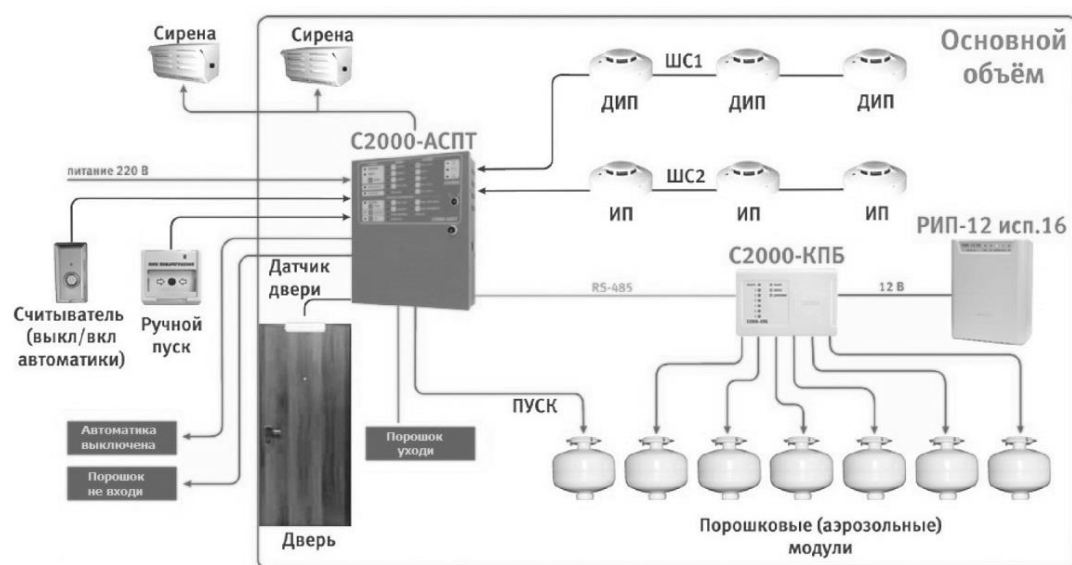 Сирена
Сирена
Основной
объём
ШС1
ДИП
ДИП
ДИП
С2000-АСПТ
питание 220 В
ШС2
ИП
ИП
ИП
РИП-12 исп.16
С2000-КПБ
Датчик
двери
RS-485
12 В
Считыватель
(выкл/вкл
автоматики)
Ручной
пуск
ПУСК
Автоматика
выключена
Порошок
уходи
Порошок
не входи
Дверь
Порошковые (аэрозольные)
модули